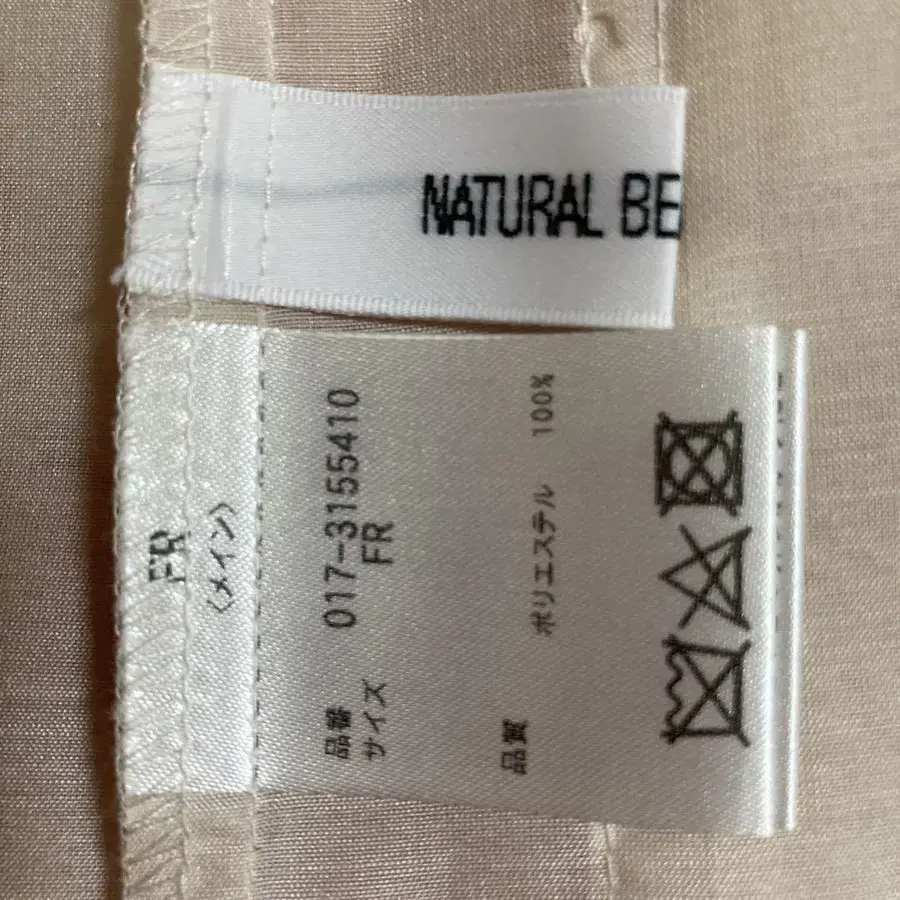 NATURAL BE
FR
〈メイン〉
品番 017-3155410
サイズ FR
品質 ポリエステル 100%